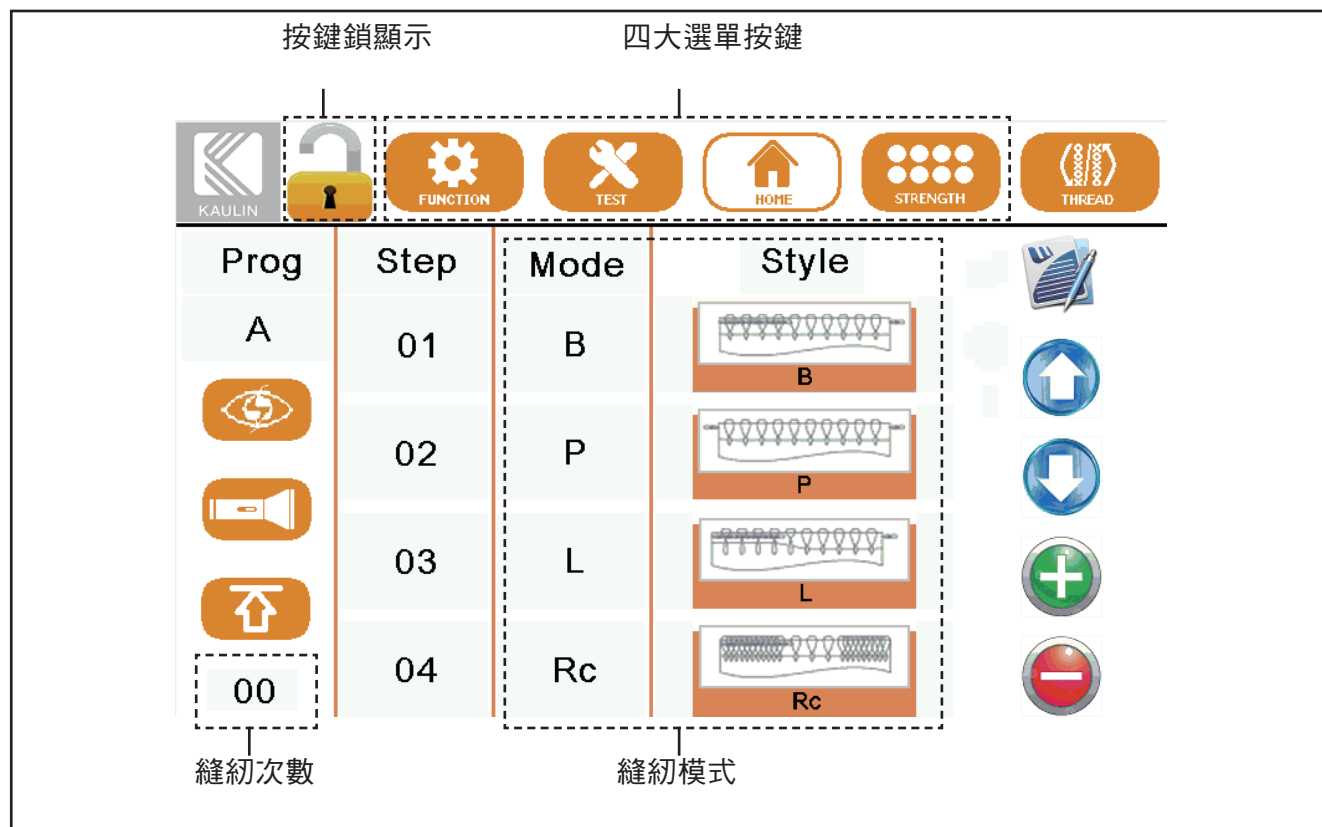 按鍵鎖顯示 四大選單按鍵
KAULIN FUNCTION TEST HOME STRENGTH THREAD
Prog Step Mode Style
A 01 B
B
02 P
P
03 L
L
04 Rc
Rc
00
縫紉次數 縫紉模式